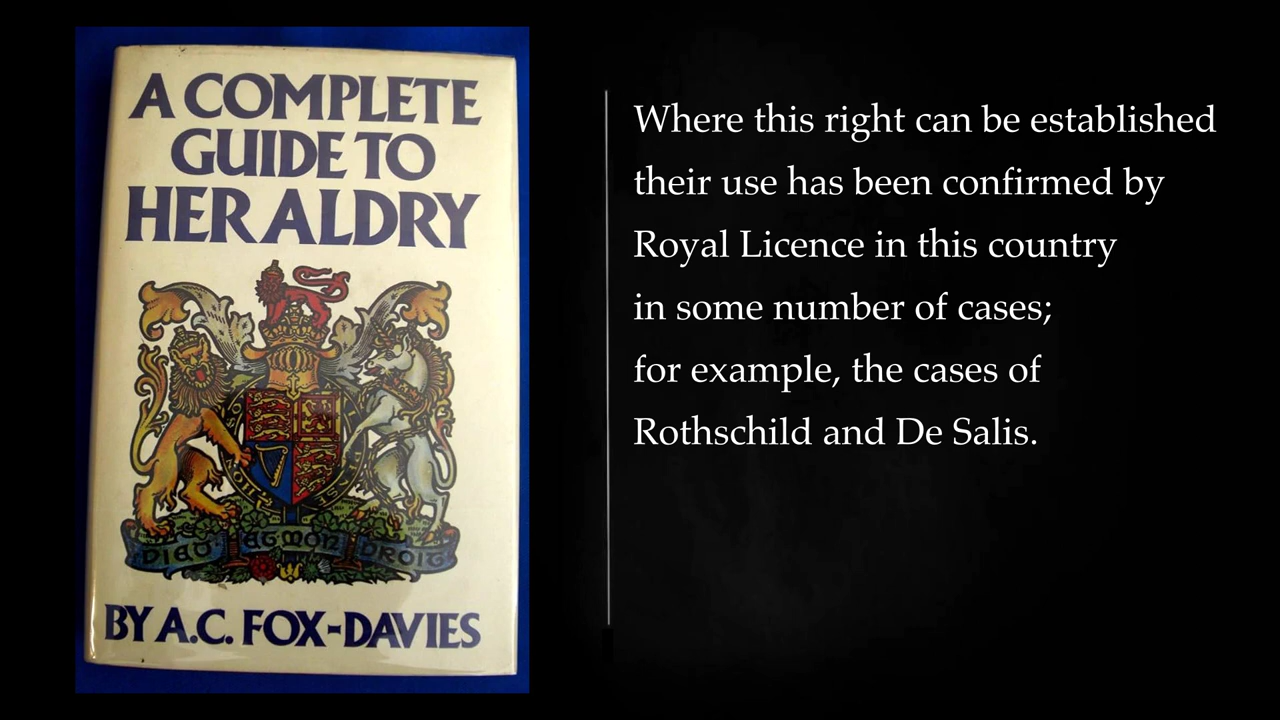 A COMPLETE
GUIDE TO
HERALDRY
DIEU ET MON DROIT
BY A.C. FOX-DAVIES
Where this right can be established
their use has been confirmed by
Royal Licence in this country
in some number of cases;
for example, the cases of
Rothschild and De Salis.